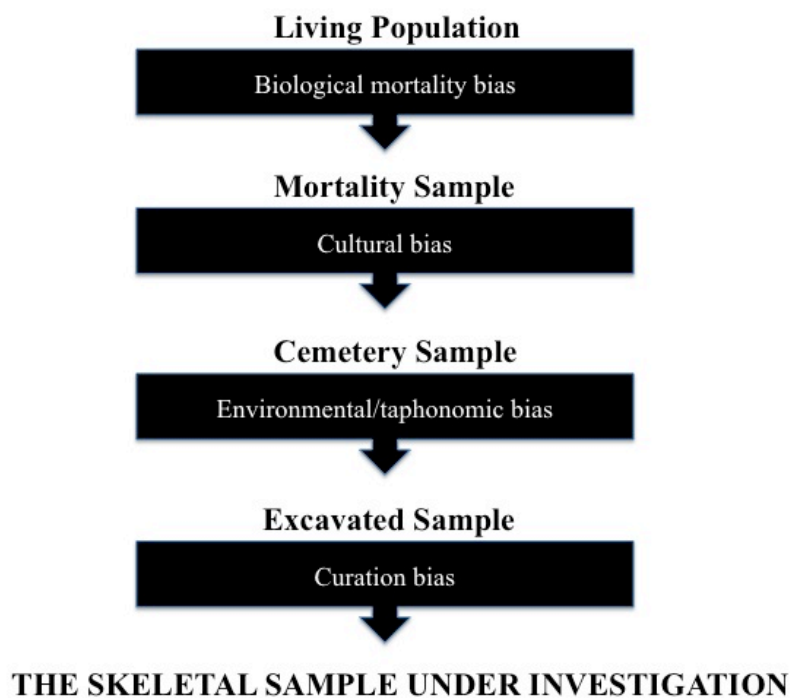 Living Population
Biological mortality bias
Mortality Sample
Cultural bias
Cemetery Sample
Environmental/taphonomic bias
Excavated Sample
Curation bias
THE SKELETAL SAMPLE UNDER INVESTIGATION